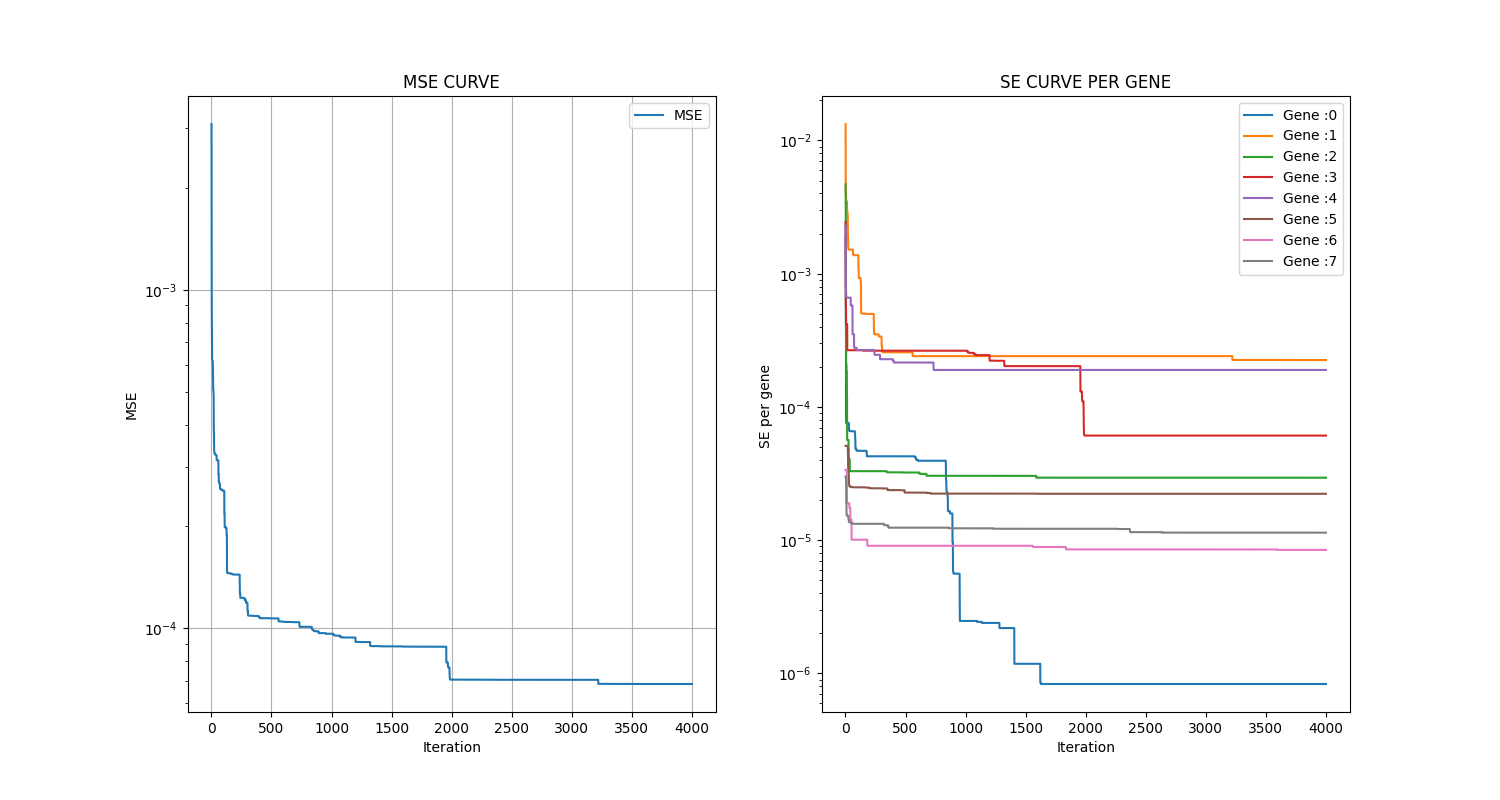 MSE CURVE
MSE
10⁻³
10⁻⁴
MSE
0 500 1000 1500 2000 2500 3000 3500 4000
Iteration
SE CURVE PER GENE
Gene :0
Gene :1
Gene :2
Gene :3
Gene :4
Gene :5
Gene :6
Gene :7
10⁻²
10⁻³
10⁻⁴
10⁻⁵
10⁻⁶
SE per gene
0 500 1000 1500 2000 2500 3000 3500 4000
Iteration